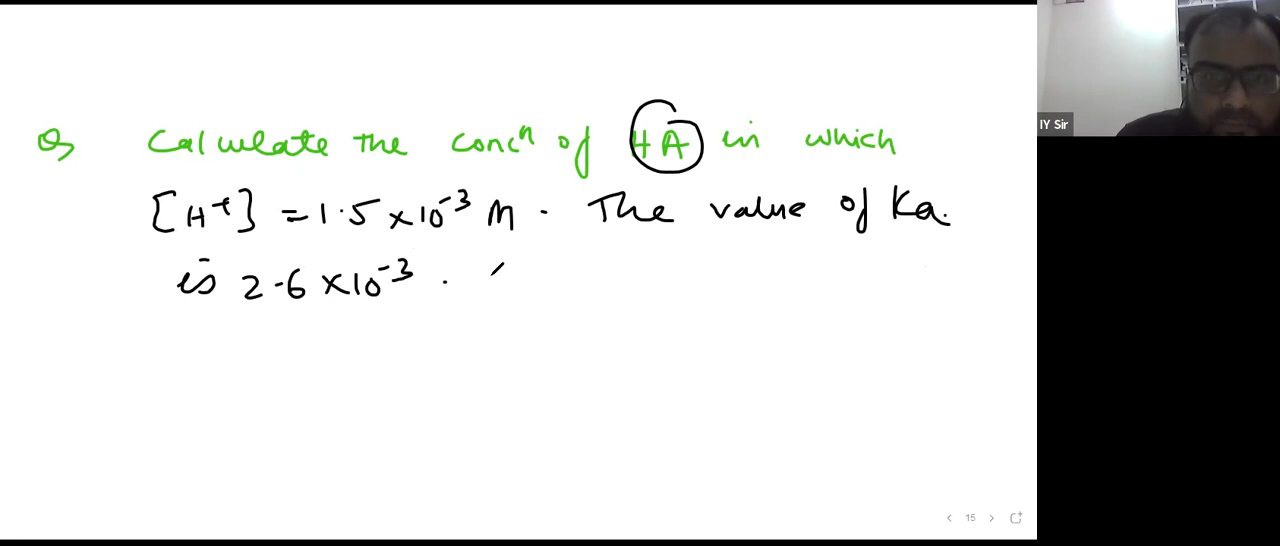 Q Calculate the concⁿ of HA in which
[H⁺] = 1.5 × 10⁻³ M. The value of Ka.
is 2.6 × 10⁻³.
IY Sir
15